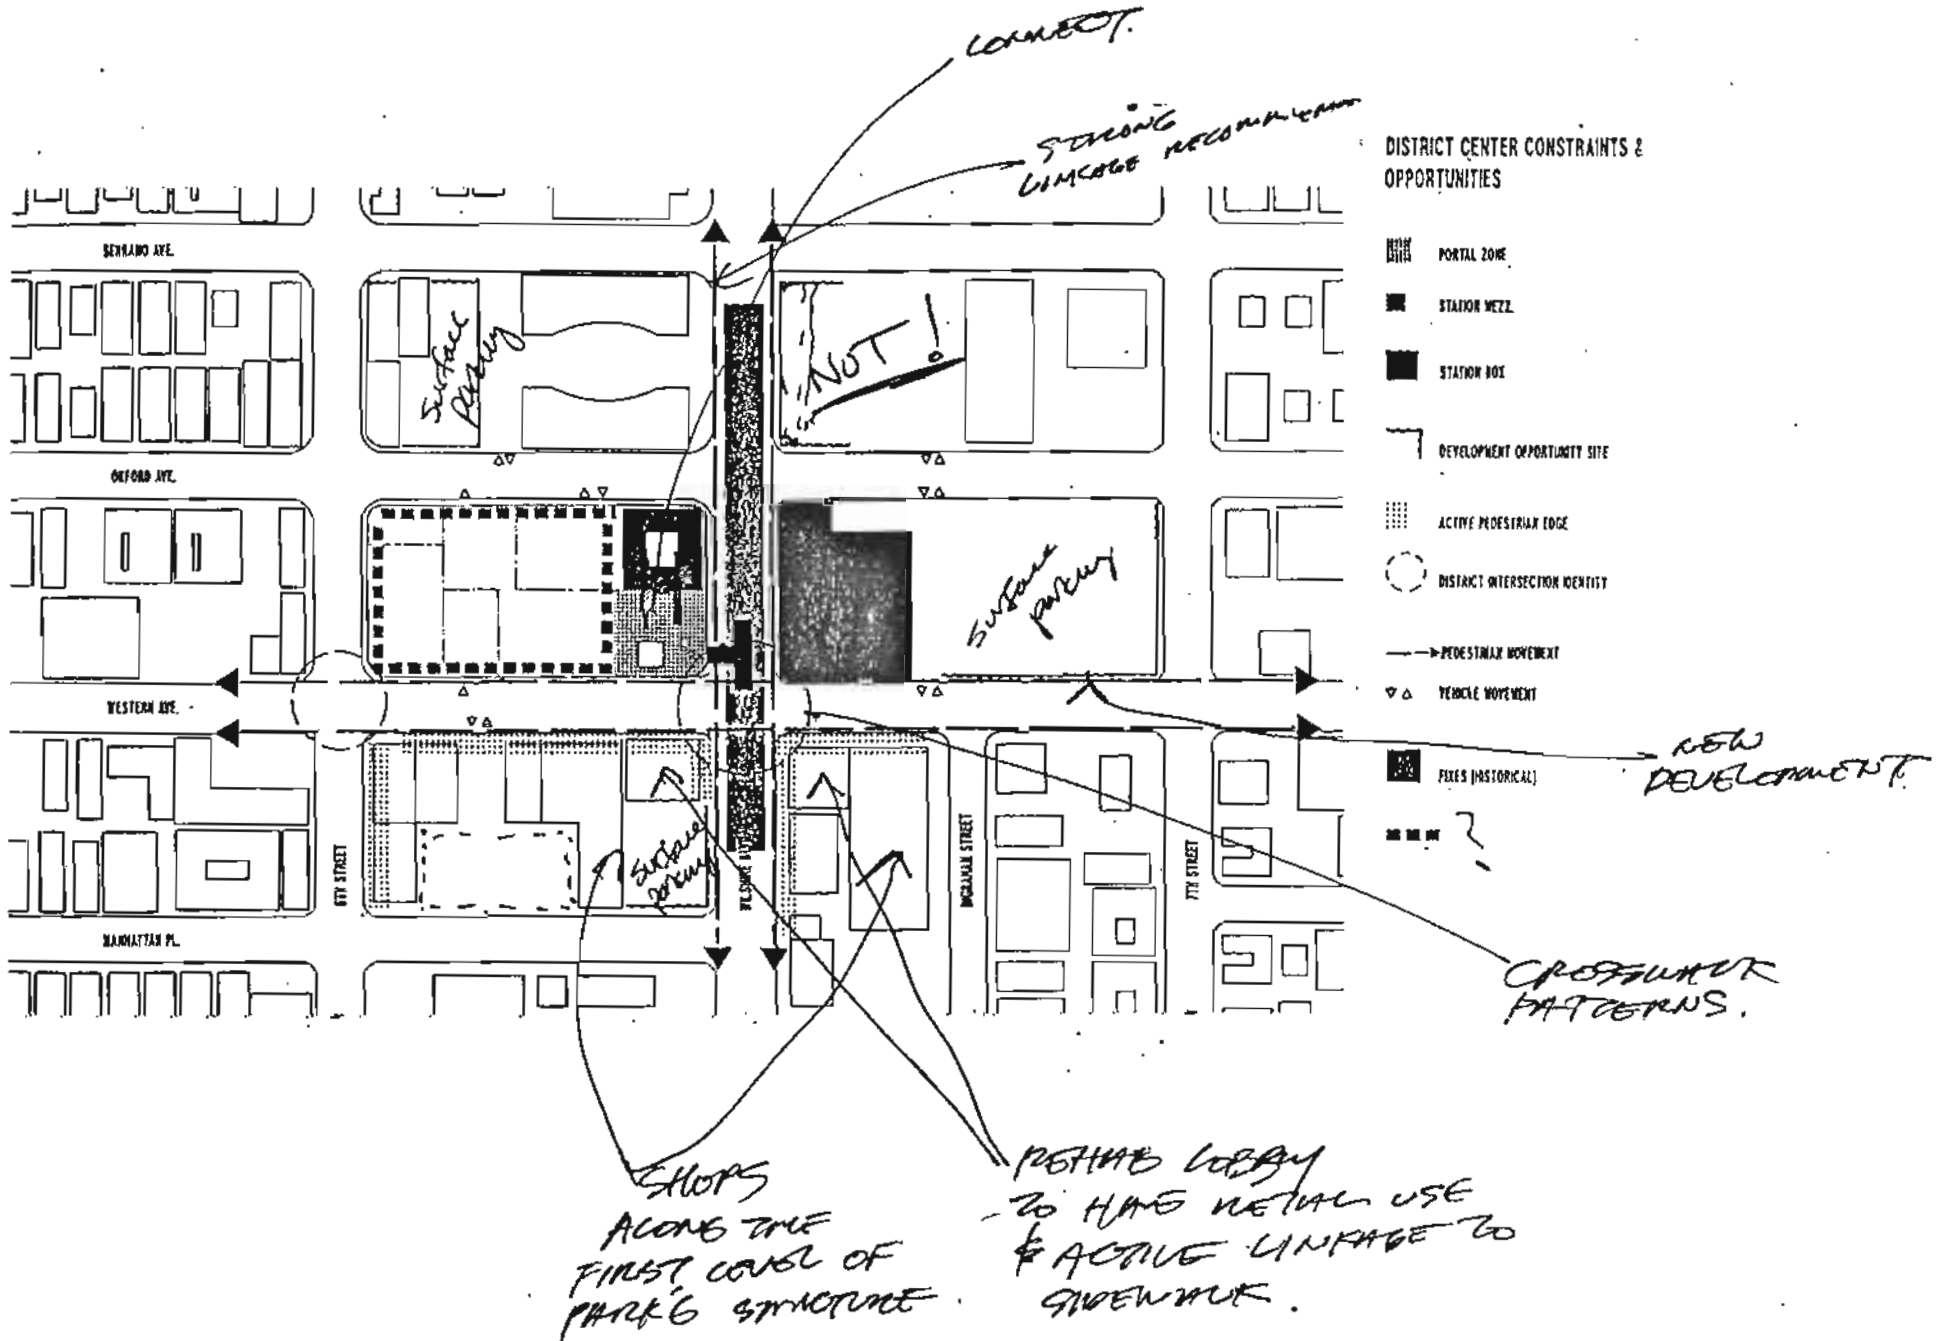 CONNECT.
STRONG
LINKAGE RECOMMENDED
DISTRICT CENTER CONSTRAINTS &
OPPORTUNITIES
PORTAL ZONE
STATION MEZZ.
STATION BOX
DEVELOPMENT OPPORTUNITY SITE
ACTIVE PEDESTRIAN EDGE
DISTRICT INTERSECTION IDENTITY
PEDESTRIAN MOVEMENT
VEHICLE MOVEMENT
FIXES (HISTORICAL)
?
SERRANO AVE.
Surface
parking
NOT!
OXFORD AVE.
Surface
parking
WESTERN AVE.
NEW
DEVELOPMENT.
Surface
parking
6TH STREET
WILSHIRE
INGRAHAM STREET
7TH STREET
MANHATTAN PL.
CROSSWALK
PATTERNS.
SHOPS
ALONG THE
FIRST LEVEL OF
PARK'G STRUCTURE.
REHAB LOBBY
TO HAVE RETAIL USE
& ACTIVE LINKAGE TO
SIDEWALK.